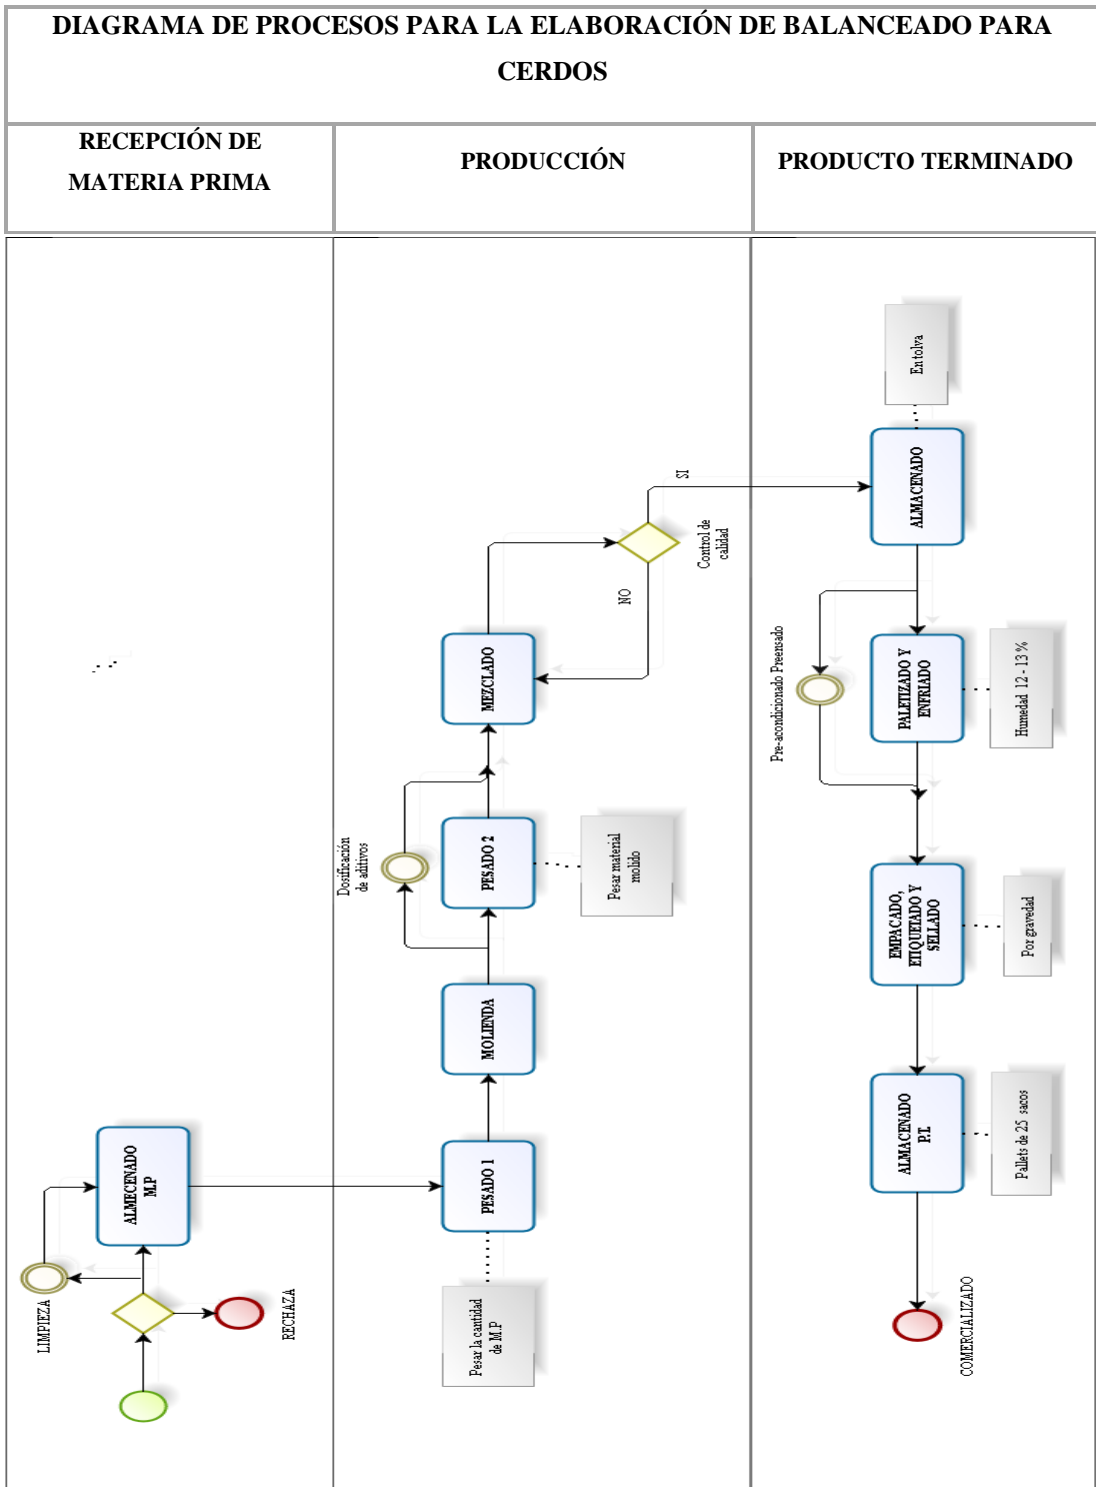 DIAGRAMA DE PROCESOS PARA LA ELABORACIÓN DE BALANCEADO PARA
CERDOS
RECEPCIÓN DE
MATERIA PRIMA
PRODUCCIÓN
PRODUCTO TERMINADO
LIMPIEZA
RECHAZA
ALMECENADO
M.P
Pesar la cantidad
de M.P
PESADO 1
MOLIENDA
Dosificación
de aditivos
PESADO 2
Pesar material
molido
MEZCLADO
NO
SI
Control de
calidad
En tolva
ALMACENADO
Pre-acondicionado Preensado
PALETIZADO Y
ENFRIADO
Humedad 12 - 13 %
EMPACADO,
ETIQUETADO Y
SELLADO
Por gravedad
ALMACENADO
P.T.
Pallets de 25 sacos
COMERCIALIZADO